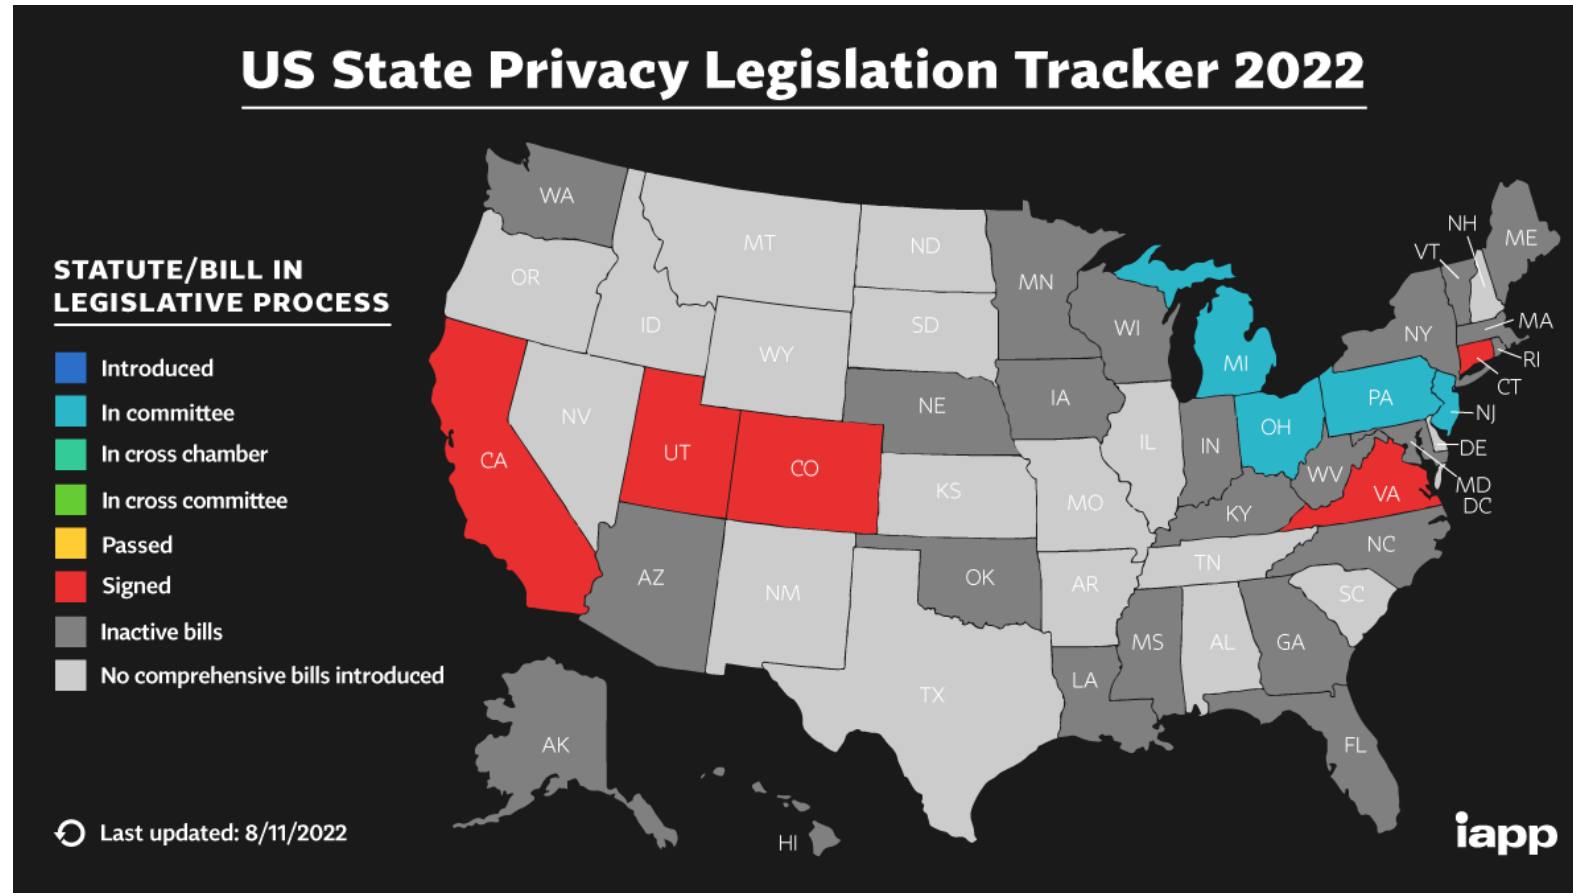 US State Privacy Legislation Tracker 2022
STATUTE/BILL IN
LEGISLATIVE PROCESS
Introduced
In committee
In cross chamber
In cross committee
Passed
Signed
Inactive bills
No comprehensive bills introduced
Last updated: 8/11/2022
WA
OR
CA
ID
NV
MT
WY
UT
AZ
CO
NM
ND
SD
NE
KS
OK
TX
MN
IA
MO
AR
LA
WI
IL
MS
MI
IN
KY
TN
AL
OH
WV
GA
FL
SC
NC
VA
PA
NY
VT
NH
ME
MA
RI
CT
NJ
DE
MD
DC
AK
HI
iapp